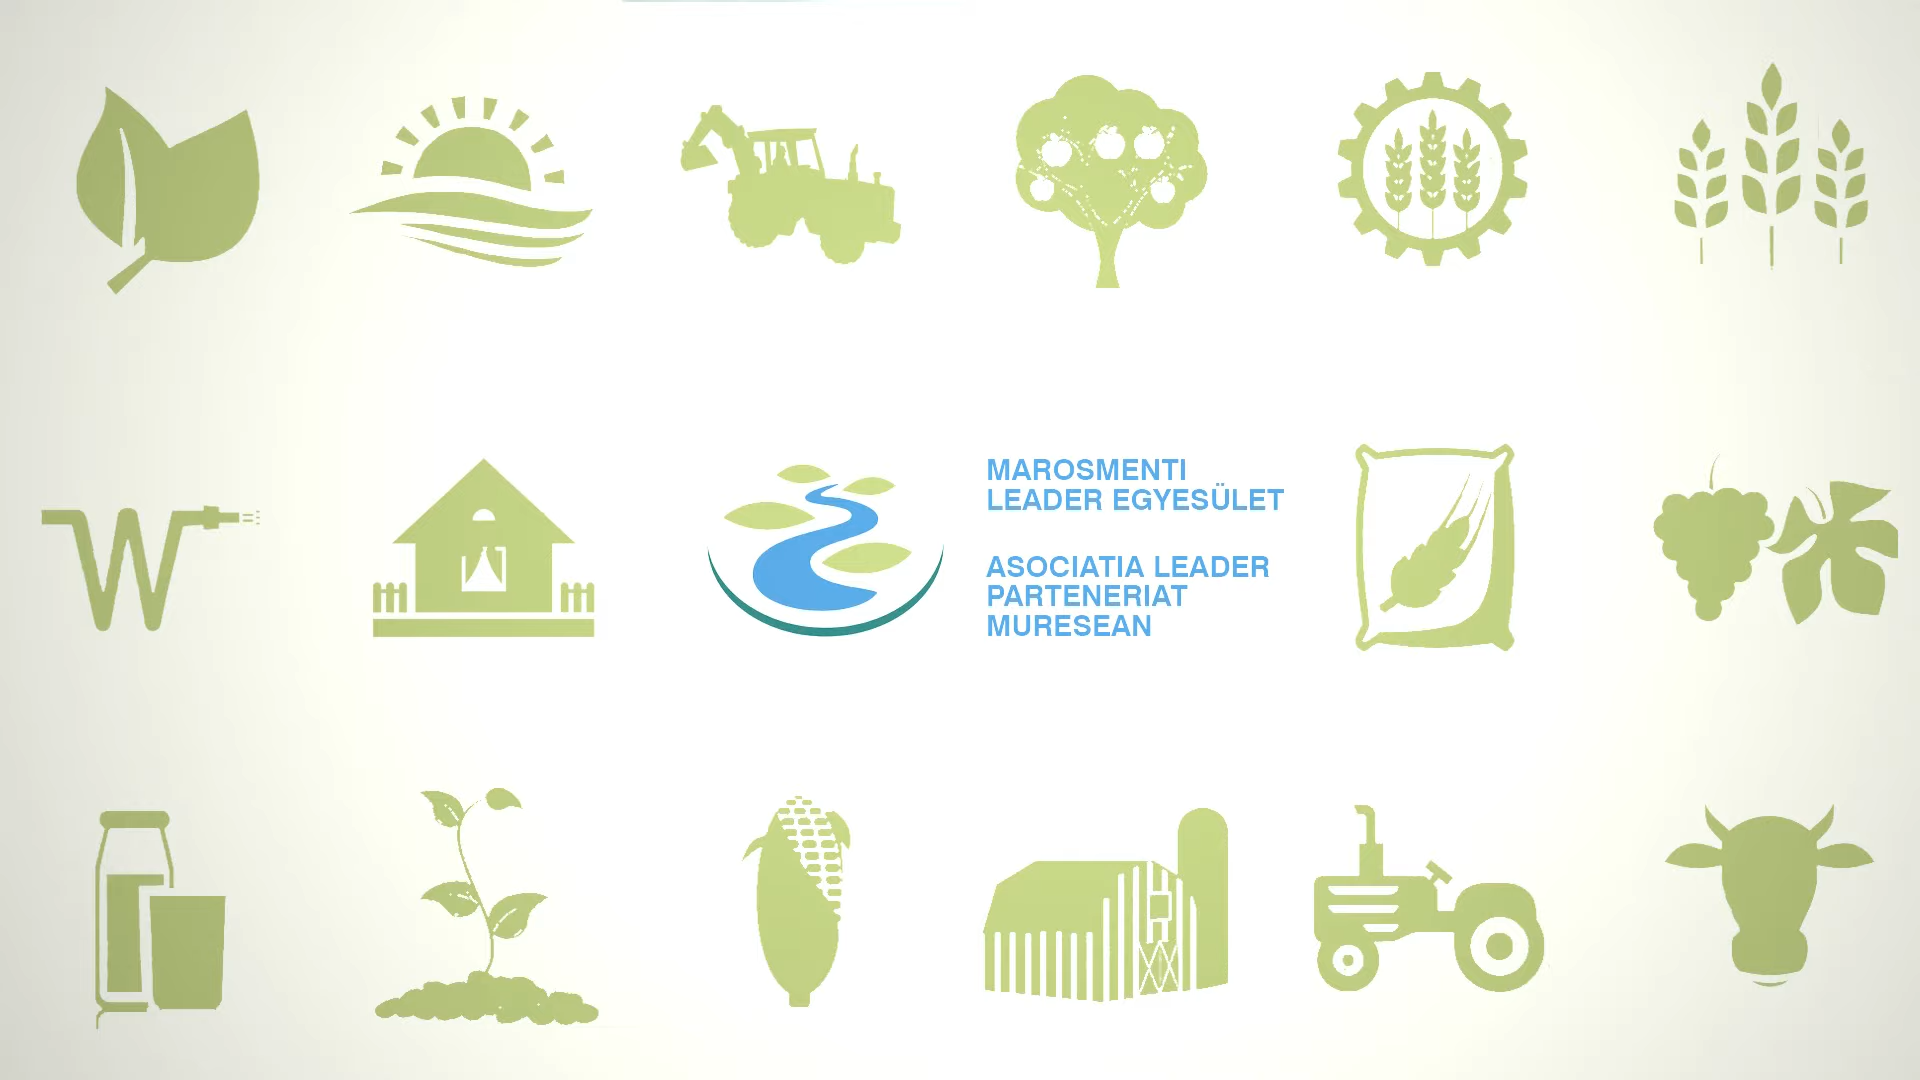 MAROSMENTI
LEADER EGYESÜLET
ASOCIATIA LEADER
PARTENERIAT
MURESEAN